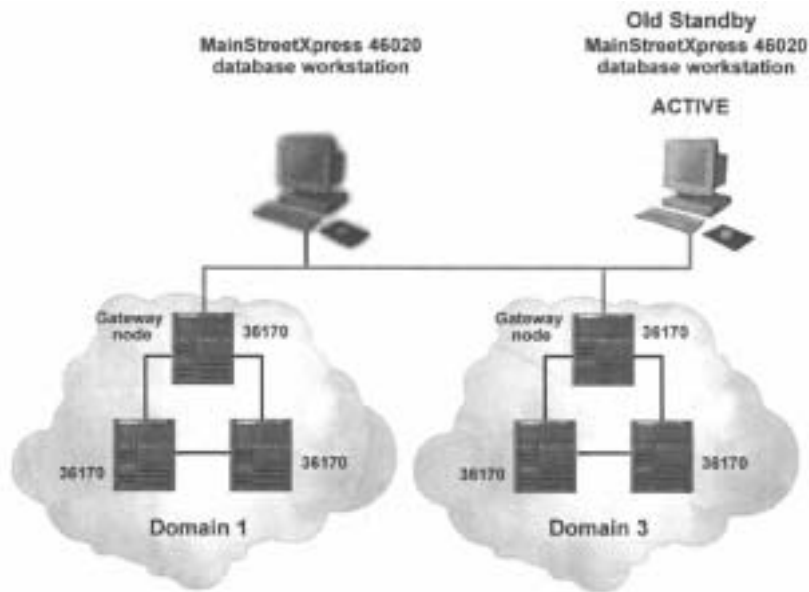 Old Standby
MainStreetXpress 46020
database workstation
MainStreetXpress 46020
database workstation
ACTIVE
Gateway
node
36170
Gateway
node
36170
36170
36170
36170
36170
Domain 1
Domain 3